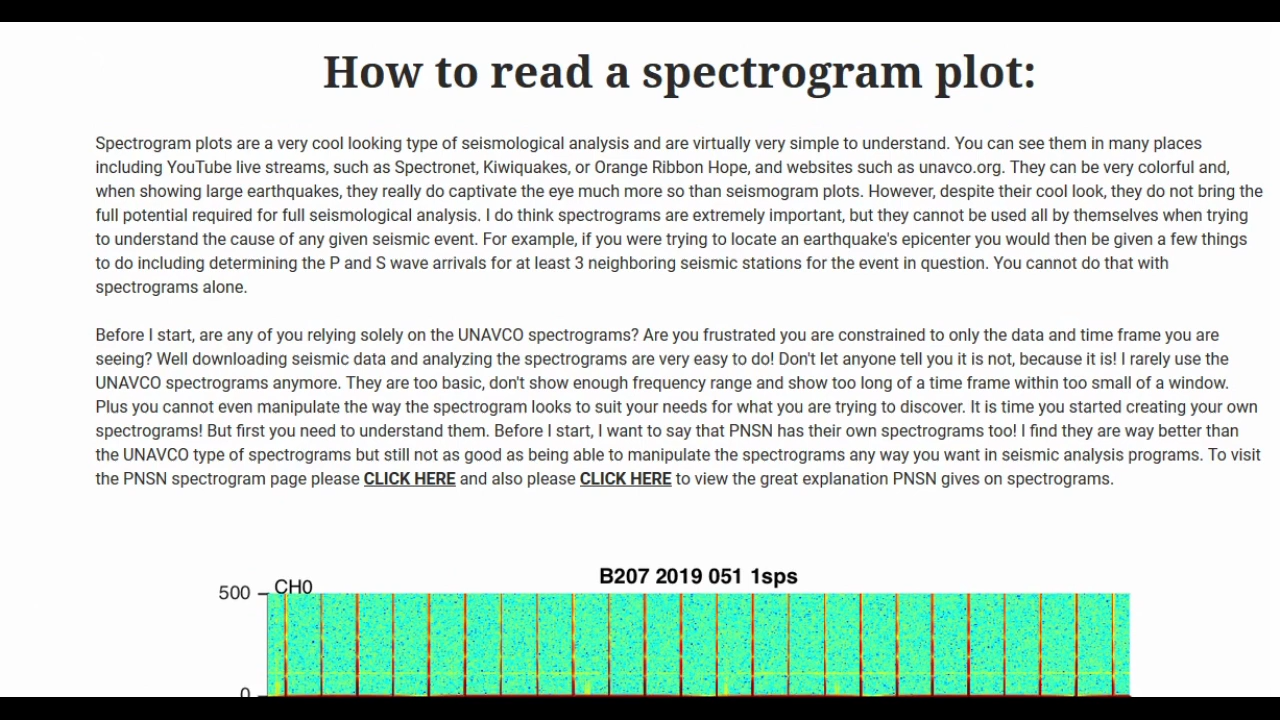 How to read a spectrogram plot:
Spectrogram plots are a very cool looking type of seismological analysis and are virtually very simple to understand. You can see them in many places
including YouTube live streams, such as Spectronet, Kiwiquakes, or Orange Ribbon Hope, and websites such as unavco.org. They can be very colorful and,
when showing large earthquakes, they really do captivate the eye much more so than seismogram plots. However, despite their cool look, they do not bring the
full potential required for full seismological analysis. I do think spectrograms are extremely important, but they cannot be used all by themselves when trying
to understand the cause of any given seismic event. For example, if you were trying to locate an earthquake's epicenter you would then be given a few things
to do including determining the P and S wave arrivals for at least 3 neighboring seismic stations for the event in question. You cannot do that with
spectrograms alone.
Before I start, are any of you relying solely on the UNAVCO spectrograms? Are you frustrated you are constrained to only the data and time frame you are
seeing? Well downloading seismic data and analyzing the spectrograms are very easy to do! Don't let anyone tell you it is not, because it is! I rarely use the
UNAVCO spectrograms anymore. They are too basic, don't show enough frequency range and show too long of a time frame within too small of a window.
Plus you cannot even manipulate the way the spectrogram looks to suit your needs for what you are trying to discover. It is time you started creating your own
spectrograms! But first you need to understand them. Before I start, I want to say that PNSN has their own spectrograms too! I find they are way better than
the UNAVCO type of spectrograms but still not as good as being able to manipulate the spectrograms any way you want in seismic analysis programs. To visit
the PNSN spectrogram page please CLICK HERE and also please CLICK HERE to view the great explanation PNSN gives on spectrograms.
B207 2019 051 1sps
500 CH0
0